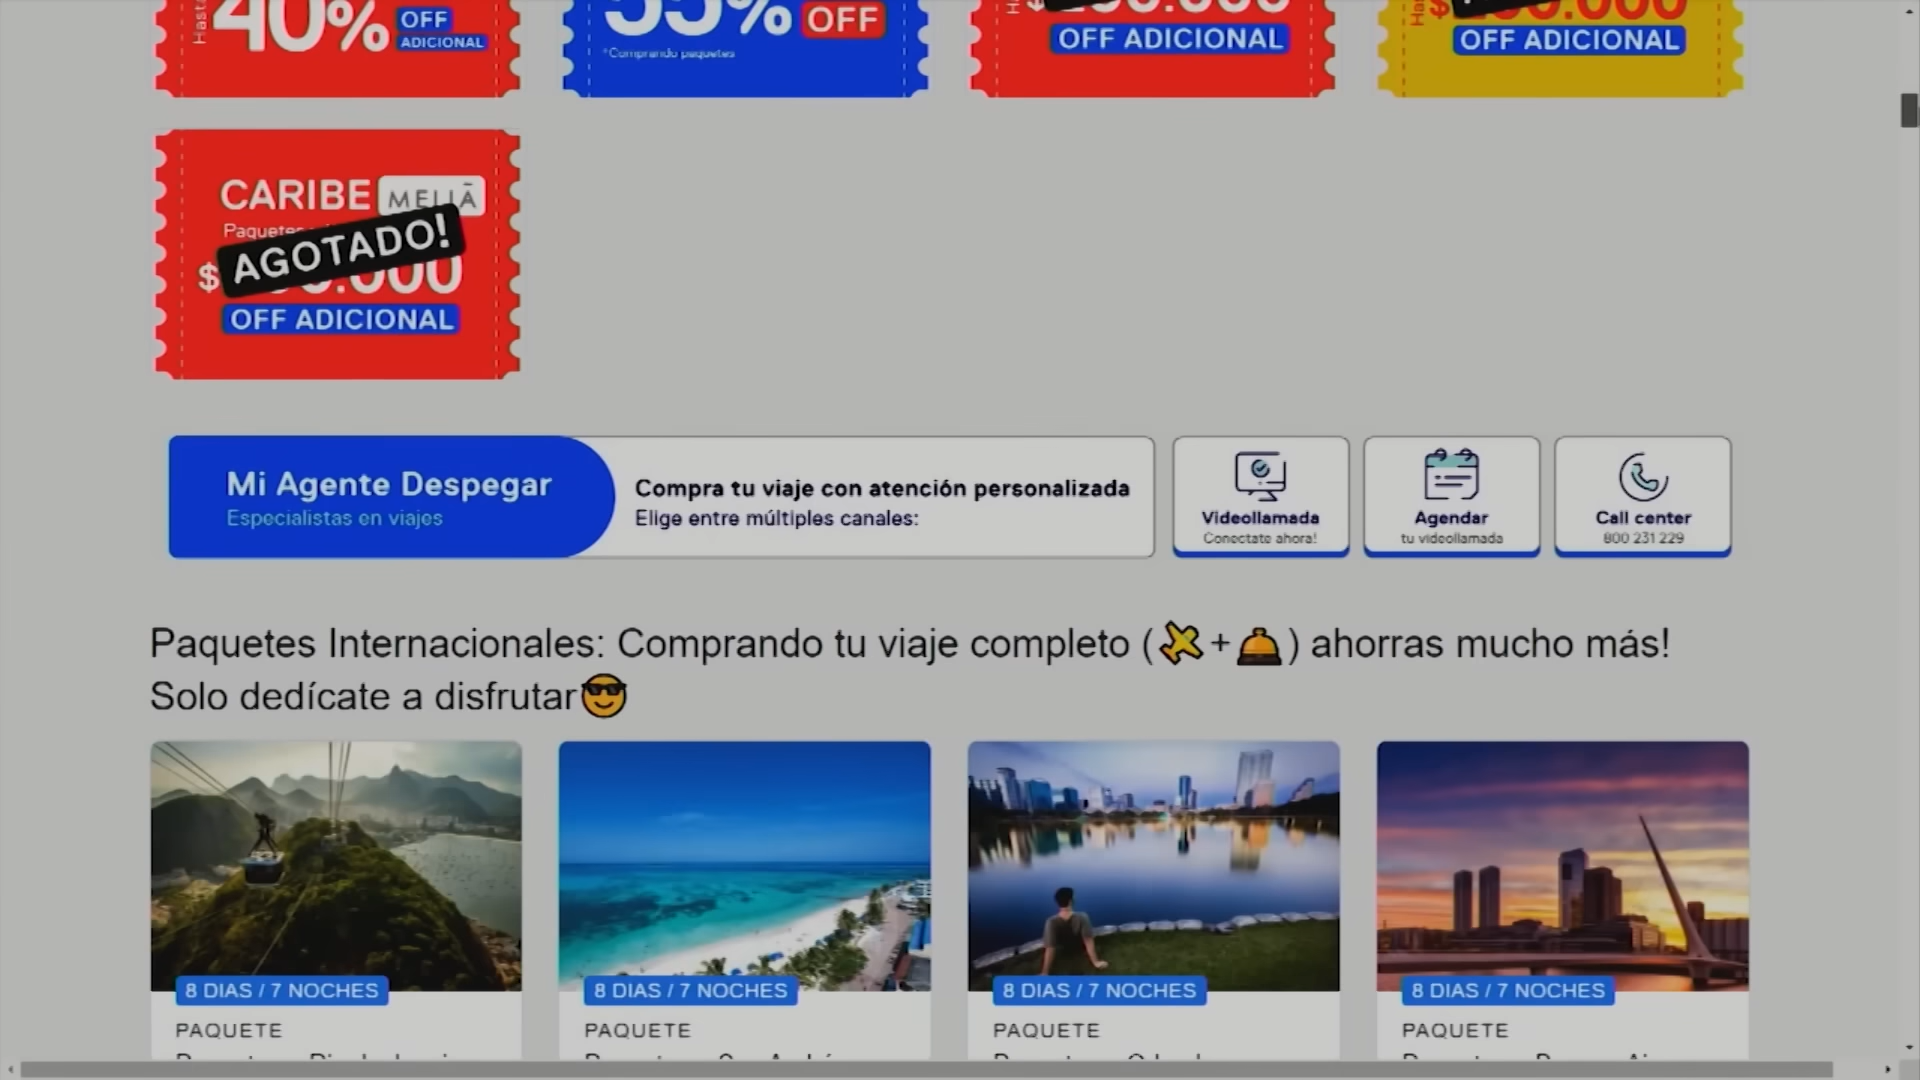 40% OFF
ADICIONAL
55% OFF
*Comprando paquetes
OFF ADICIONAL
OFF ADICIONAL
CARIBE MELIÃ
AGOTADO!
OFF ADICIONAL
Mi Agente Despegar
Especialistas en viajes
Compra tu viaje con atención personalizada
Elige entre múltiples canales:
Videollamada
Conectate ahora!
Agendar
tu videollamada
Call center
800 231 229
Paquetes Internacionales: Comprando tu viaje completo (✈️+🛎️) ahorras mucho más!
Solo dedícate a disfrutar😎
8 DIAS / 7 NOCHES
PAQUETE
8 DIAS / 7 NOCHES
PAQUETE
8 DIAS / 7 NOCHES
PAQUETE
8 DIAS / 7 NOCHES
PAQUETE